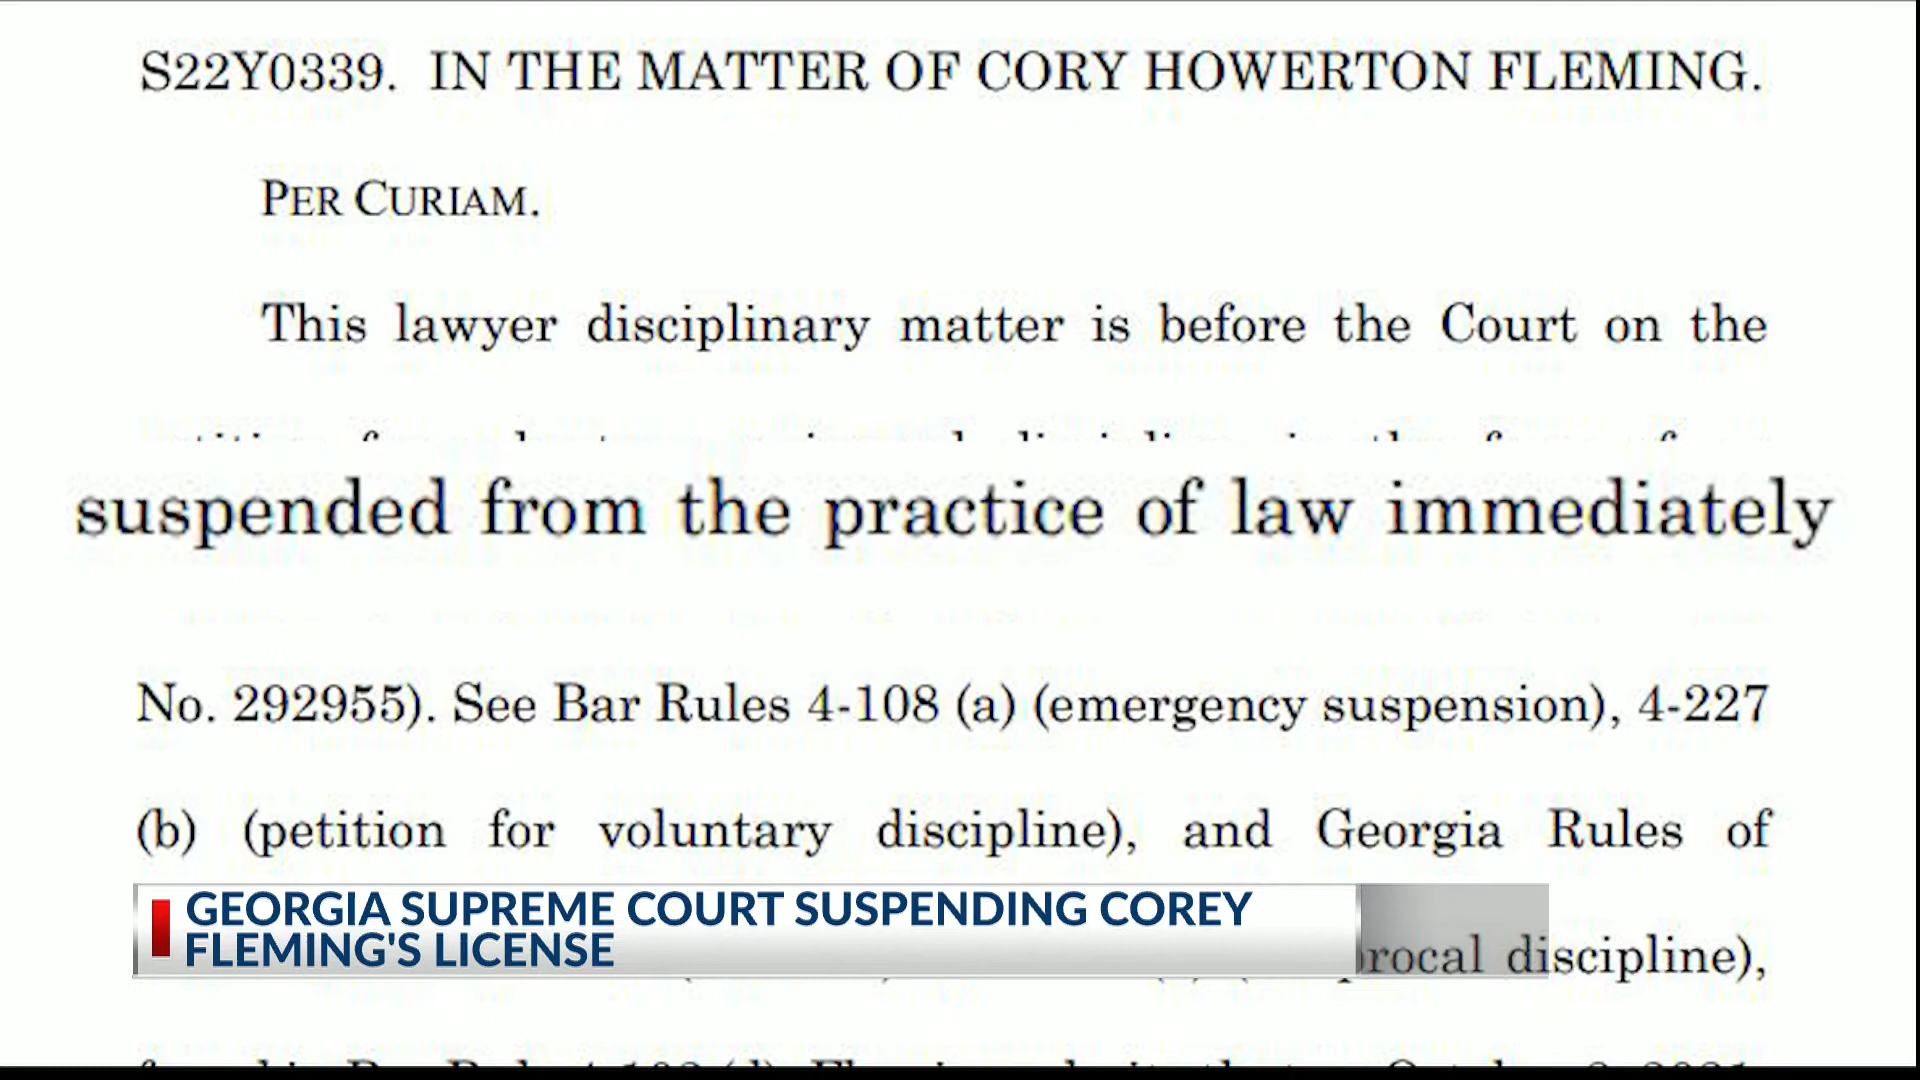 S22Y0339. IN THE MATTER OF CORY HOWERTON FLEMING.
PER CURIAM.
This lawyer disciplinary matter is before the Court on the
suspended from the practice of law immediately
No. 292955). See Bar Rules 4-108 (a) (emergency suspension), 4-227
(b) (petition for voluntary discipline), and Georgia Rules of
GEORGIA SUPREME COURT SUSPENDING COREY
FLEMING'S LICENSE
discipline),